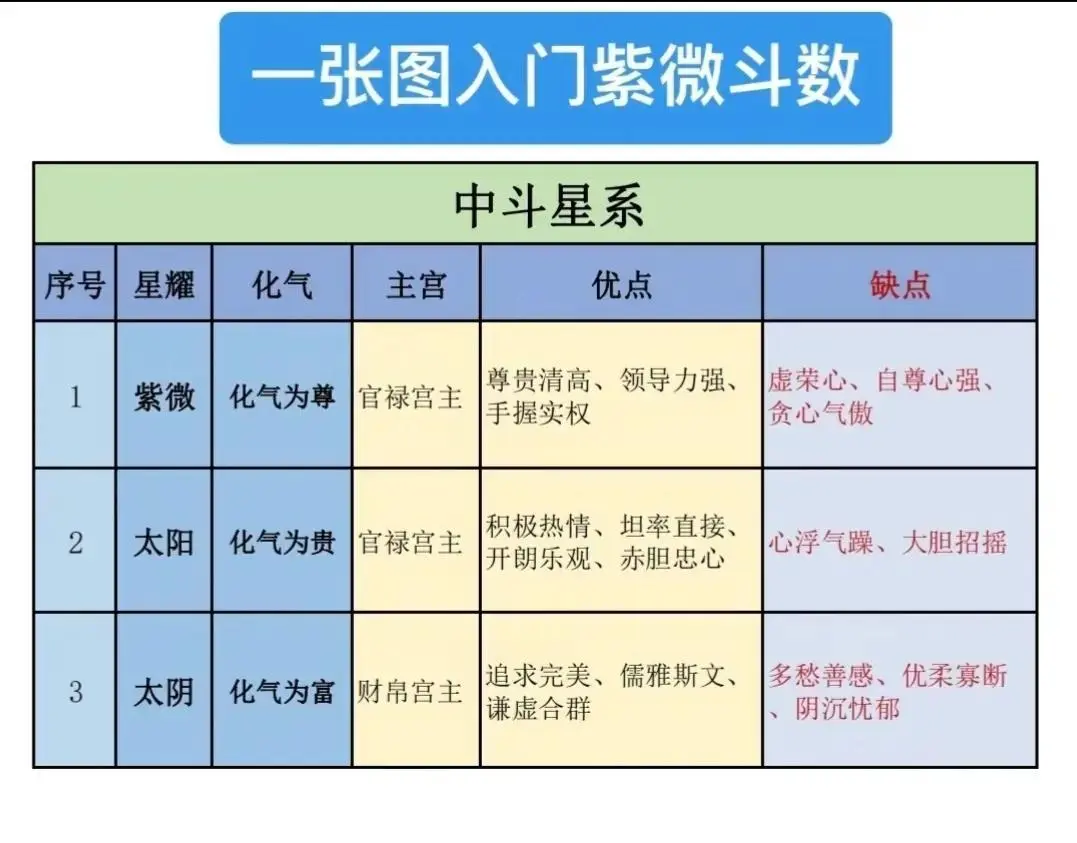 一张图入门紫微斗数
中斗星系
序号 星耀 化气 主宫 优点 缺点
1 紫微 化气为尊 官禄宫主 尊贵清高、领导力强、
手握实权 虚荣心、自尊心强、
贪心气傲
2 太阳 化气为贵 官禄宫主 积极热情、坦率直接、
开朗乐观、赤胆忠心 心浮气躁、大胆招摇
3 太阴 化气为富 财帛宫主 追求完美、儒雅斯文、
谦虚合群 多愁善感、优柔寡断
、阴沉忧郁